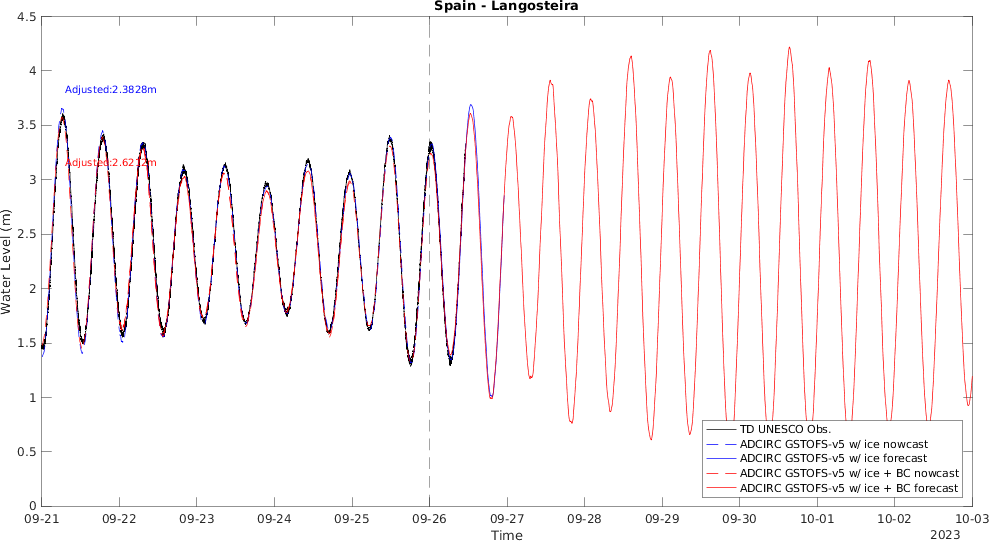 Spain - Langosteira
4.5
4
3.5
3
2.5
2
1.5
1
0.5
0
Water Level (m)
Adjusted:2.3828m
Adjusted:2.6212m
TD UNESCO Obs.
ADCIRC GSTOFS-v5 w/ ice nowcast
ADCIRC GSTOFS-v5 w/ ice forecast
ADCIRC GSTOFS-v5 w/ ice + BC nowcast
ADCIRC GSTOFS-v5 w/ ice + BC forecast
09-21 09-22 09-23 09-24 09-25 09-26 09-27 09-28 09-29 09-30 10-01 10-02 10-03
Time
2023